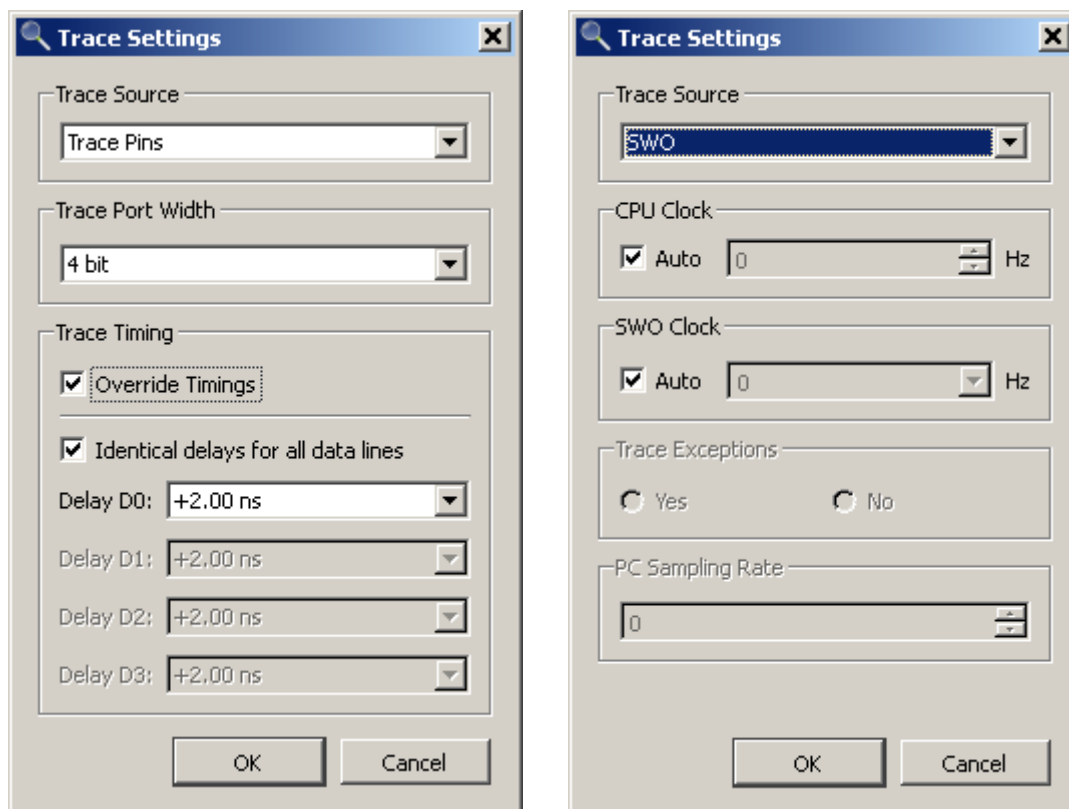 Trace Settings
Trace Source
Trace Pins
Trace Port Width
4 bit
Trace Timing
Override Timings
Identical delays for all data lines
Delay D0: +2.00 ns
Delay D1: +2.00 ns
Delay D2: +2.00 ns
Delay D3: +2.00 ns
OK Cancel
Trace Settings
Trace Source
SWO
CPU Clock
Auto 0 Hz
SWO Clock
Auto 0 Hz
Trace Exceptions
Yes No
PC Sampling Rate
0
OK Cancel